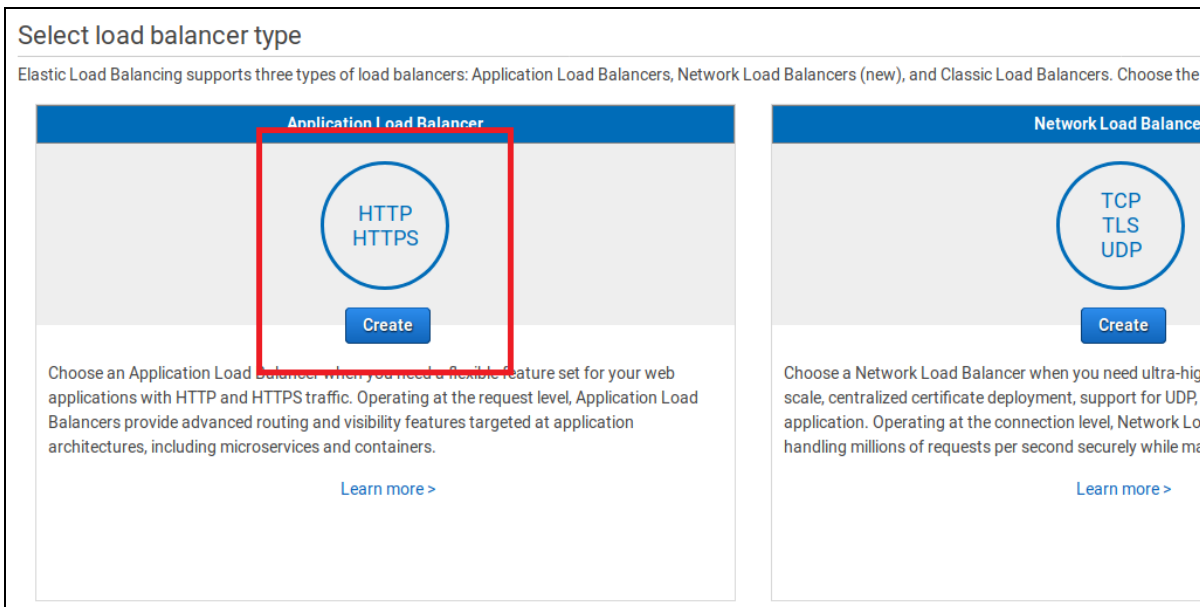 Select load balancer type
Elastic Load Balancing supports three types of load balancers: Application Load Balancers, Network Load Balancers (new), and Classic Load Balancers. Choose the
Application Load Balancer
HTTP
HTTPS
Create
Choose an Application Load Balancer when you need a flexible feature set for your web
applications with HTTP and HTTPS traffic. Operating at the request level, Application Load
Balancers provide advanced routing and visibility features targeted at application
architectures, including microservices and containers.
Learn more >
Network Load Balance
TCP
TLS
UDP
Create
Choose a Network Load Balancer when you need ultra-hig
scale, centralized certificate deployment, support for UDP,
application. Operating at the connection level, Network Lo
handling millions of requests per second securely while ma
Learn more >